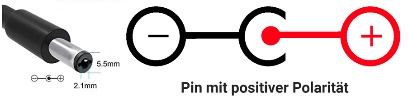 5.5mm
2.1mm
− +
Pin mit positiver Polarität